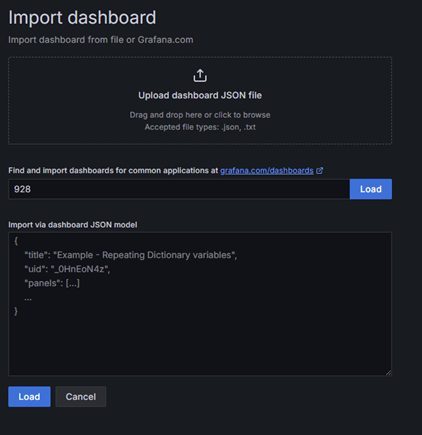 Import dashboard
Import dashboard from file or Grafana.com
Upload dashboard JSON file
Drag and drop here or click to browse
Accepted file types: .json, .txt
Find and import dashboards for common applications at grafana.com/dashboards
928 Load
Import via dashboard JSON model
{
"title": "Example - Repeating Dictionary variables",
"uid": "_0HnEoN4z",
"panels": [...]
...
}
Load Cancel